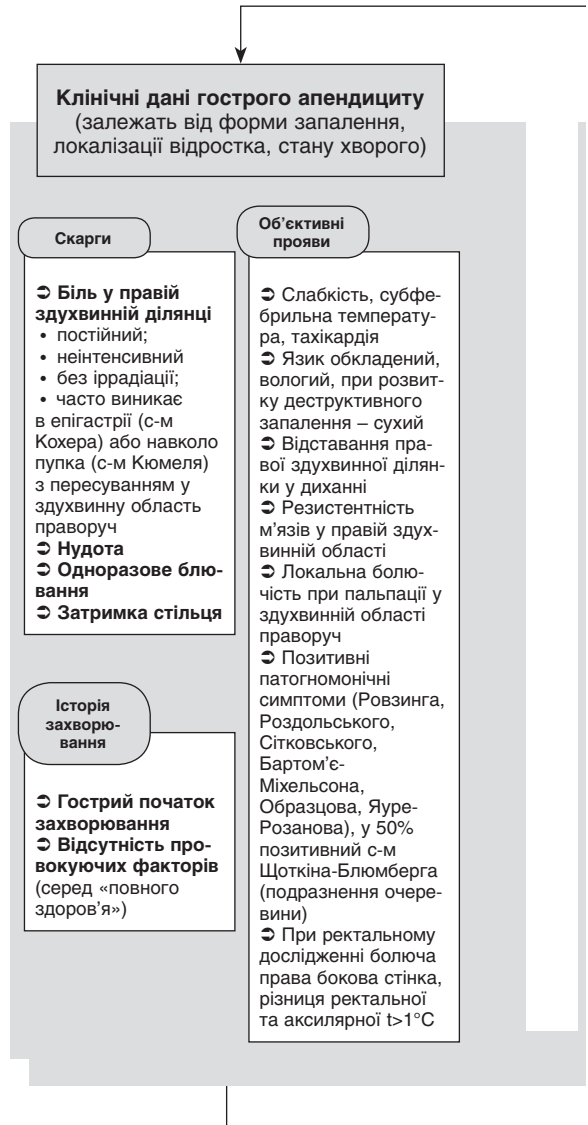 Клінічні дані гострого апендициту
(залежать від форми запалення,
локалізації відростка, стану хворого)
Скарги
➲ Біль у правій
здухвинній ділянці
• постійний;
• неінтенсивний
• без іррадіації;
• часто виникає
в епігастрії (с-м
Кохера) або навколо
пупка (с-м Кюмеля)
з пересуванням у
здухвинну область
праворуч
➲ Нудота
➲ Одноразове блю-
вання
➲ Затримка стільця
Історія
захворю-
вання
➲ Гострий початок
захворювання
➲ Відсутність про-
вокуючих факторів
(серед «повного
здоров’я»)
Об’єктивні
прояви
➲ Слабкість, субфе-
брильна температу-
ра, тахікардія
➲ Язик обкладений,
вологий, при розвит-
ку деструктивного
запалення – сухий
➲ Відставання пра-
вої здухвинної ділян-
ки у диханні
➲ Резистентність
м’язів у правій здух-
винній області
➲ Локальна болю-
чість при пальпації у
здухвинній області
праворуч
➲ Позитивні
патогномонічні
симптоми (Ровзинга,
Роздольського,
Сітковського,
Бартом’є-
Міхельсона,
Образцова, Яуре-
Розанова), у 50%
позитивний с-м
Щоткіна-Блюмберга
(подразнення очере-
вини)
➲ При ректальному
дослідженні болюча
права бокова стінка,
різниця ректальної
та аксилярної t>1°C